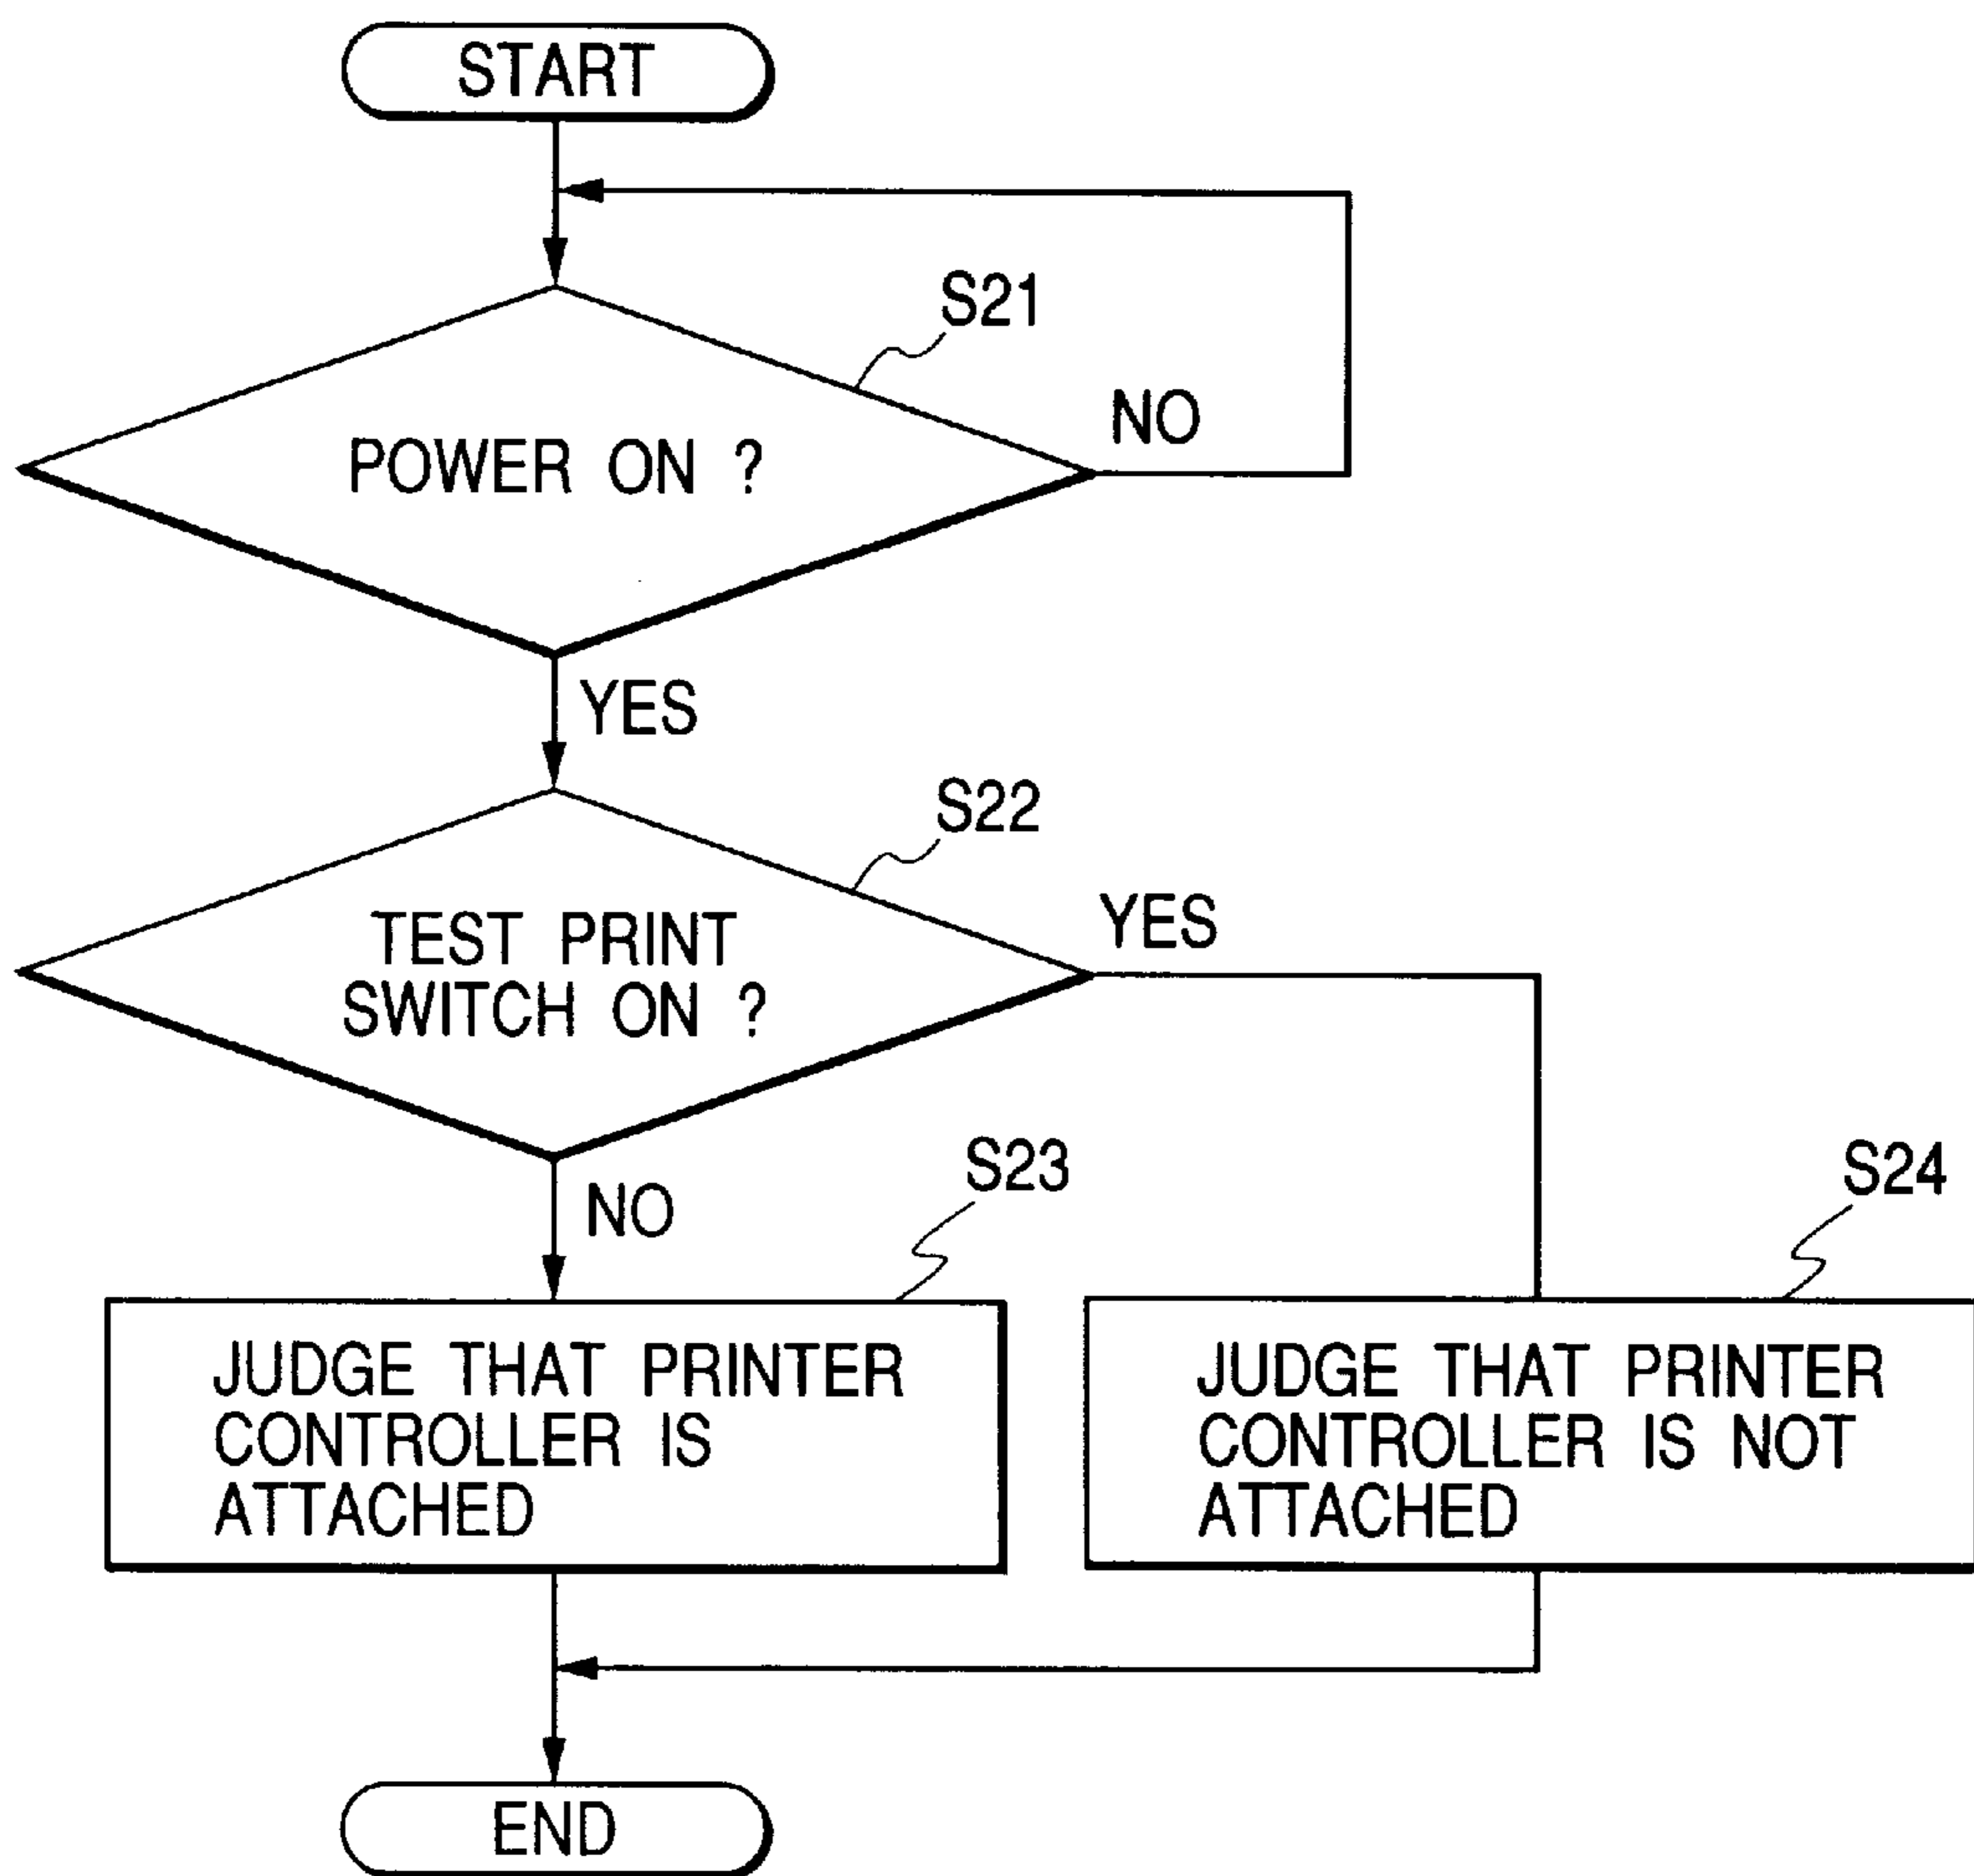 START
S21
POWER ON ?
NO
YES
S22
TEST PRINT
SWITCH ON ?
YES
NO
S23
JUDGE THAT PRINTER
CONTROLLER IS
ATTACHED
S24
JUDGE THAT PRINTER
CONTROLLER IS NOT
ATTACHED
END